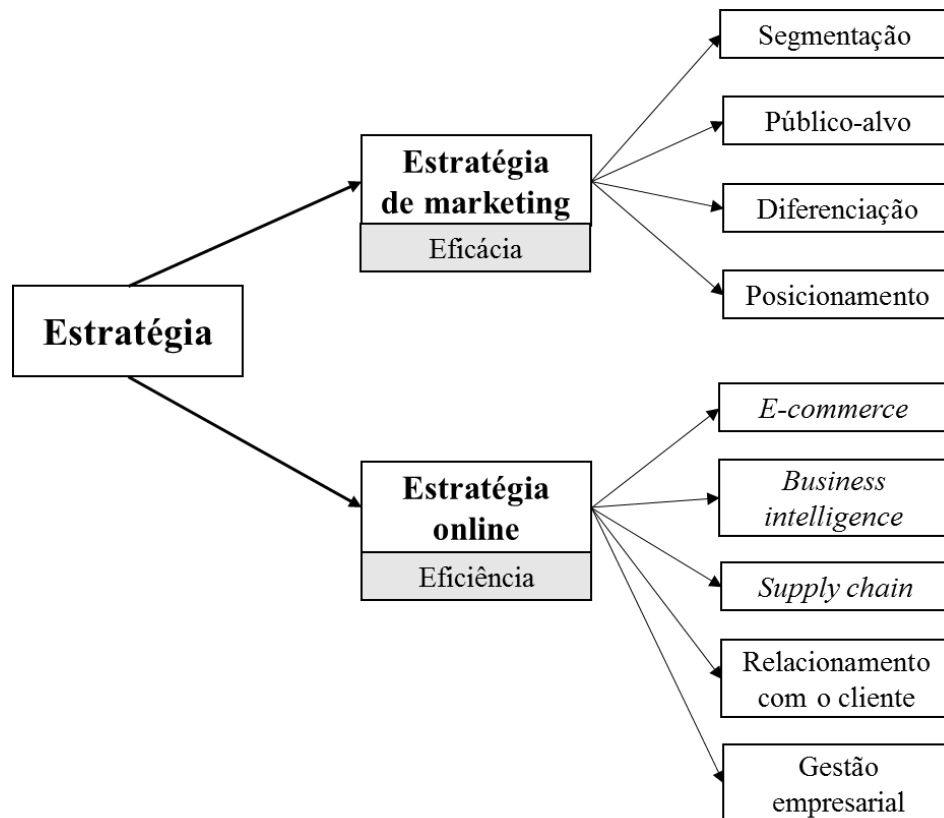 Estratégia
Estratégia
de marketing
Eficácia
Segmentação
Público-alvo
Diferenciação
Posicionamento
Estratégia
online
Eficiência
E-commerce
Business
intelligence
Supply chain
Relacionamento
com o cliente
Gestão
empresarial